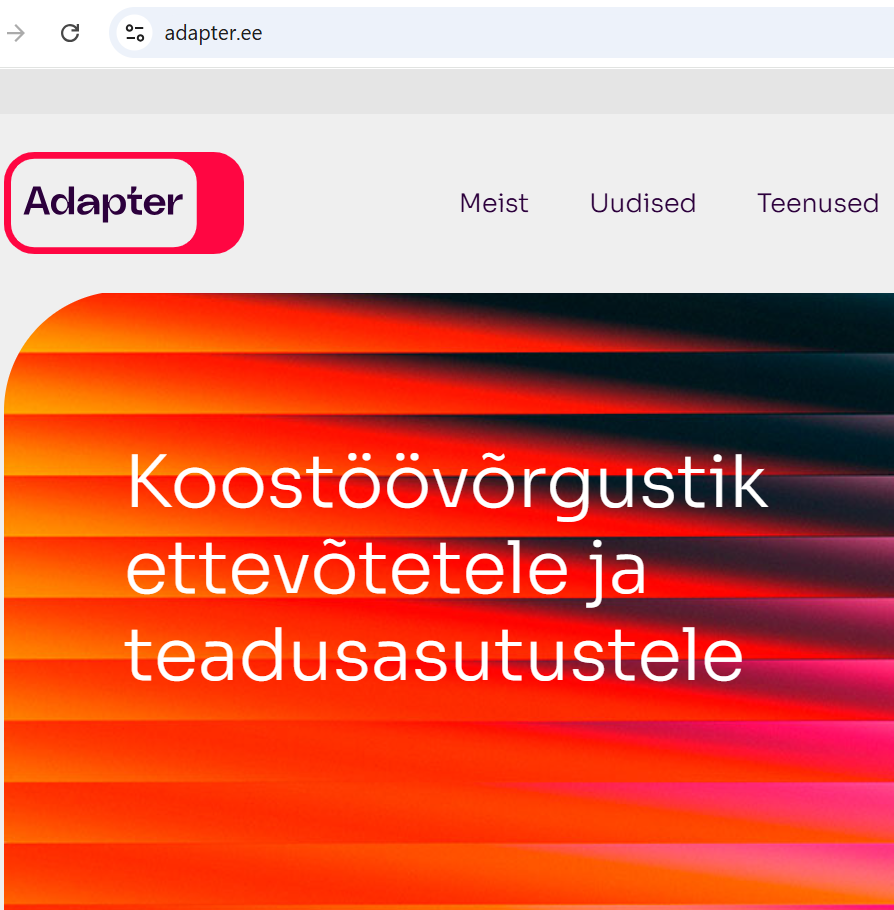 adapter.ee
Adapter
Meist Uudised Teenused
Koostöövõrgustik
ettevõtetele ja
teadusasutustele